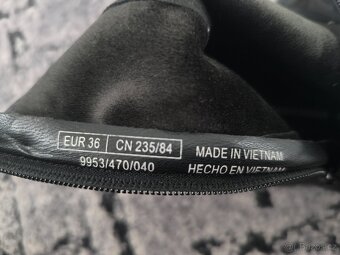 EUR 36 CN 235/84
9953/470/040
MADE IN VIETNAM
HECHO EN VIETNAM